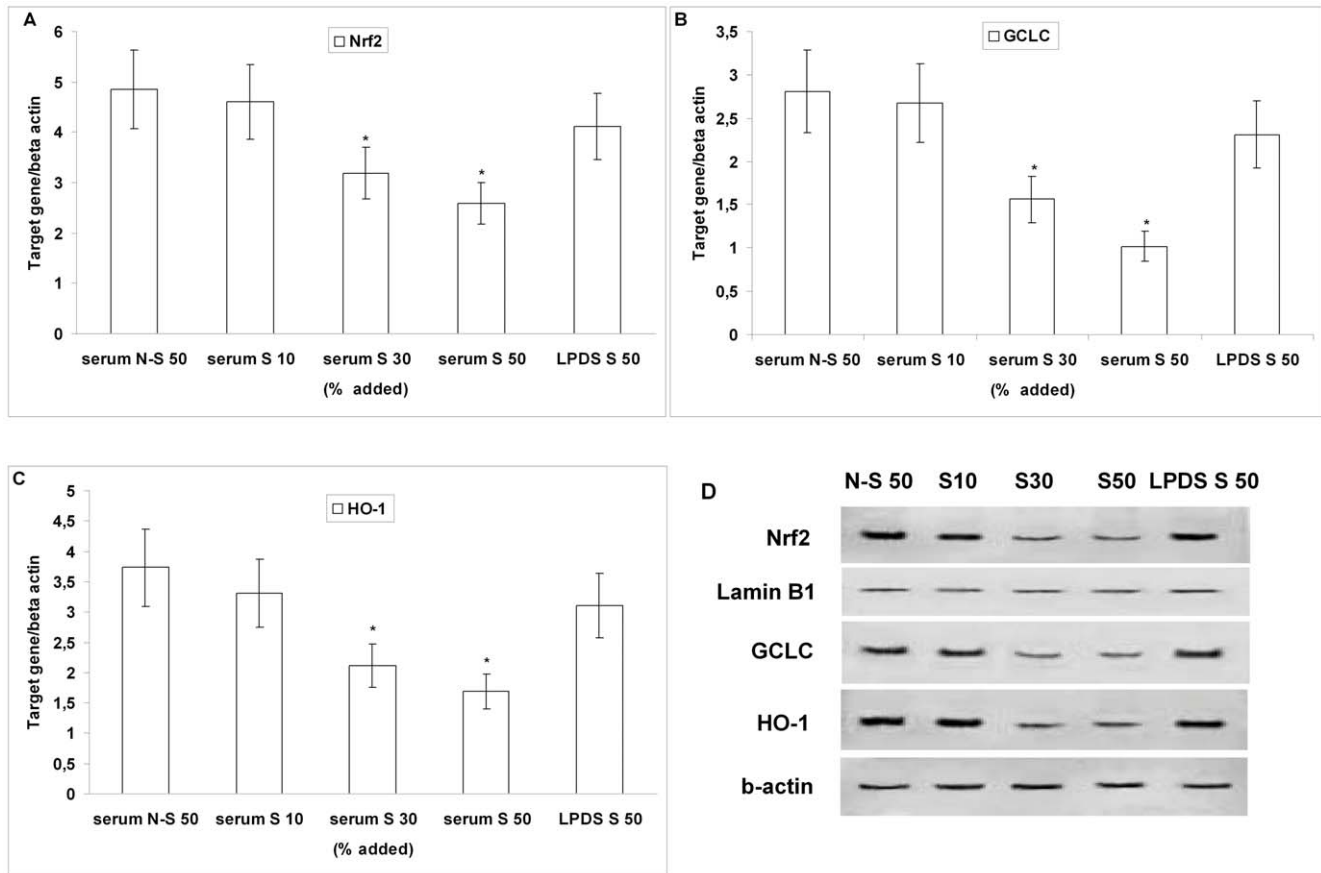 A
Nrf2
Target gene/beta actin
6
5
4
3
2
1
0
*
*
serum N-S 50 serum S 10 serum S 30 serum S 50 LPDS S 50
(% added)
B
GCLC
Target gene/beta actin
3,5
3
2,5
2
1,5
1
0,5
0
*
*
serum N-S 50 serum S 10 serum S 30 serum S 50 LPDS S 50
(% added)
C
HO-1
Target gene/beta actin
5
4,5
4
3,5
3
2,5
2
1,5
1
0,5
0
*
*
serum N-S 50 serum S 10 serum S 30 serum S 50 LPDS S 50
(% added)
D
N-S 50 S10 S30 S50 LPDS S 50
Nrf2
Lamin B1
GCLC
HO-1
b-actin